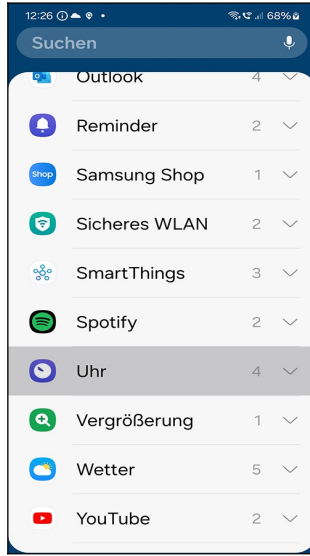 12:26
68%
Suchen
Outlook 4
Reminder 2
Shop Samsung Shop 1
Sicheres WLAN 2
SmartThings 3
Spotify 2
Uhr 4
Vergrößerung 1
Wetter 5
YouTube 2